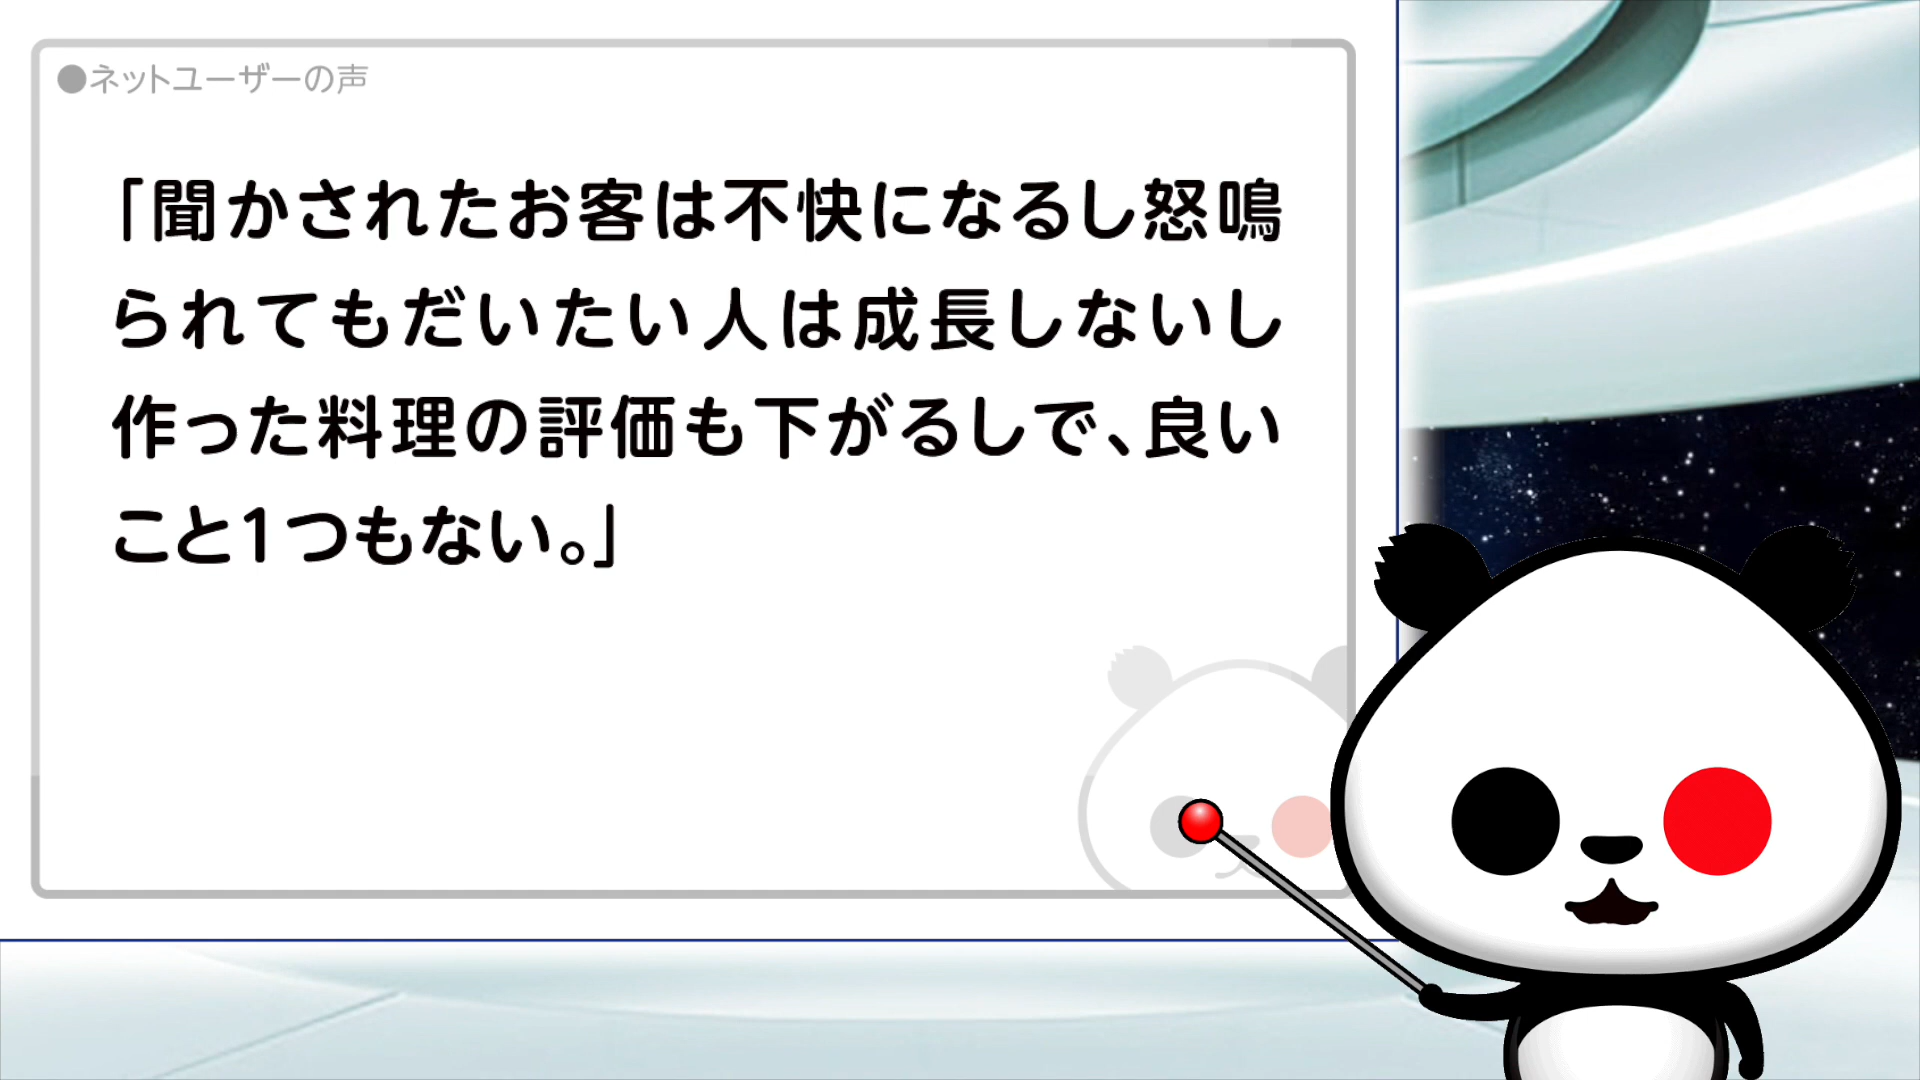 ●ネットユーザーの声
「聞かされたお客は不快になるし怒鳴
られてもだいたい人は成長しないし
作った料理の評価も下がるしで、良い
こと1つもない。」